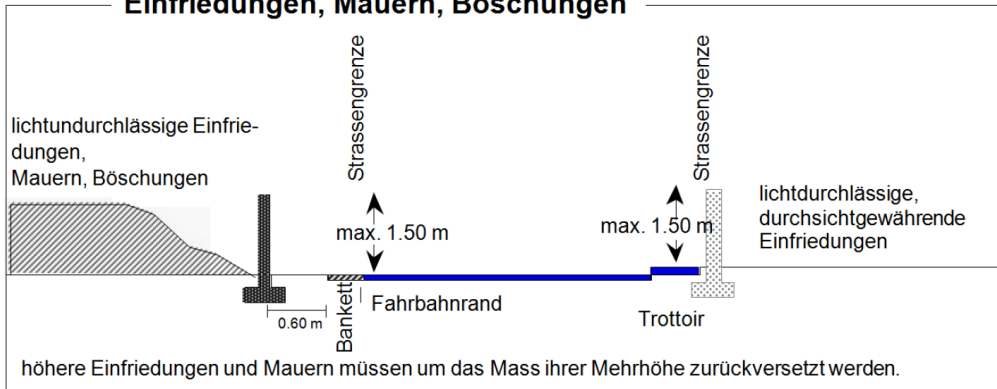 Einfriedungen, Mauern, Böschungen
Strassengrenze
Strassengrenze
lichtundurchlässige Einfrie-
dungen,
Mauern, Böschungen
max. 1.50 m
max. 1.50 m
lichtdurchlässige,
durchsichtgewährende
Einfriedungen
0.60 m
Bankett
Fahrbahnrand
Trottoir
höhere Einfriedungen und Mauern müssen um das Mass ihrer Mehrhöhe zurückversetzt werden.